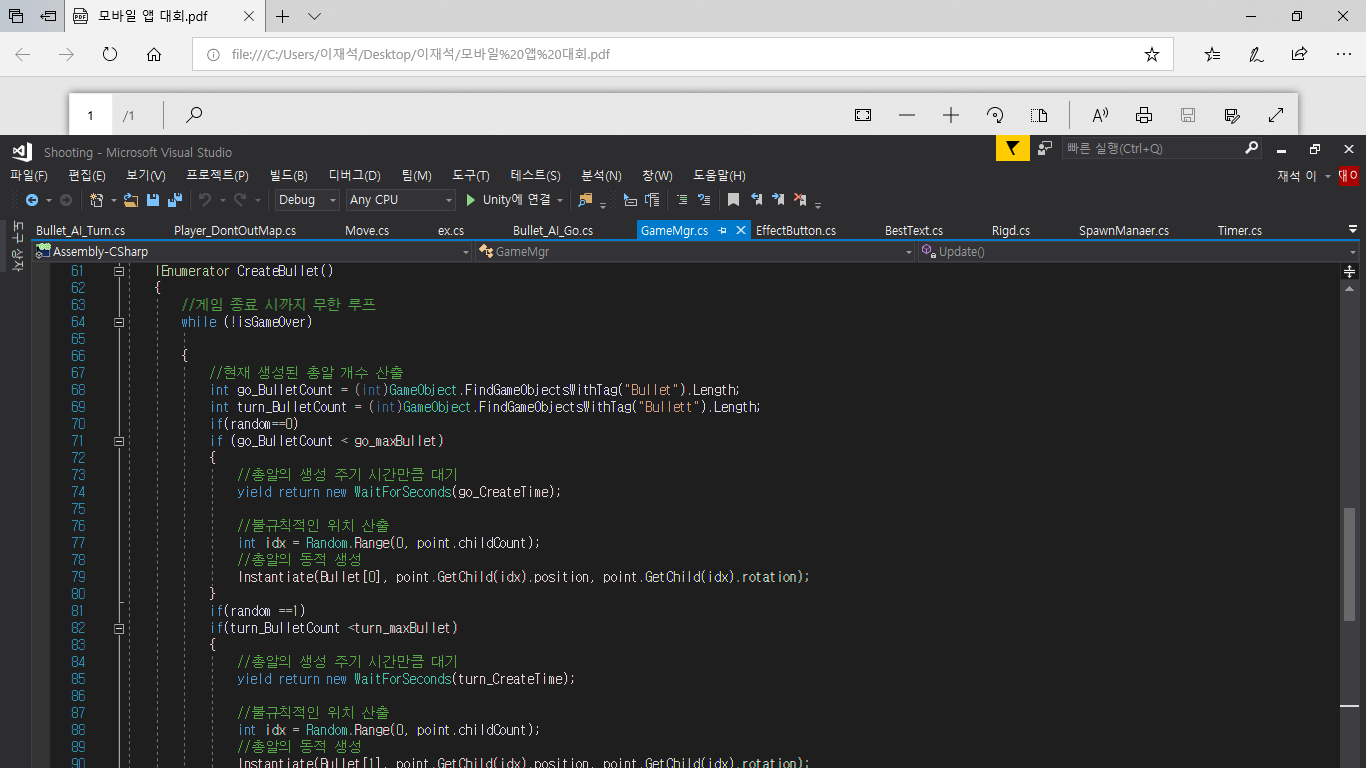 모바일 앱 대회.pdf
file:///C:/Users/이재석/Desktop/이재석/모바일%20앱%20대회.pdf
1 /1
Shooting - Microsoft Visual Studio
빠른 실행(Ctrl+Q)
파일(F) 편집(E) 보기(V) 프로젝트(P) 빌드(B) 디버그(D) 팀(M) 도구(T) 테스트(S) 분석(N) 창(W) 도움말(H) 재석 이
Debug Any CPU Unity에 연결
도구 상자
Bullet_AI_Turn.cs Player_DontOutMap.cs Move.cs ex.cs Bullet_AI_Go.cs GameMgr.cs EffectButton.cs BestText.cs Rigd.cs SpawnManaer.cs Timer.cs
Assembly-CSharp GameMgr Update()
61 IEnumerator CreateBullet()
62 {
63 //게임 종료 시까지 무한 루프
64 while (!isGameOver)
65
66 {
67 //현재 생성된 총알 개수 산출
68 int go_BulletCount = (int)GameObject.FindGameObjectsWithTag("Bullet").Length;
69 int turn_BulletCount = (int)GameObject.FindGameObjectsWithTag("Bullett").Length;
70 if(random==0)
71 if (go_BulletCount < go_maxBullet)
72 {
73 //총알의 생성 주기 시간만큼 대기
74 yield return new WaitForSeconds(go_CreateTime);
75
76 //불규칙적인 위치 산출
77 int idx = Random.Range(0, point.childCount);
78 //총알의 동적 생성
79 Instantiate(Bullet[0], point.GetChild(idx).position, point.GetChild(idx).rotation);
80 }
81 if(random ==1)
82 if(turn_BulletCount <turn_maxBullet)
83 {
84 //총알의 생성 주기 시간만큼 대기
85 yield return new WaitForSeconds(turn_CreateTime);
86
87 //불규칙적인 위치 산출
88 int idx = Random.Range(0, point.childCount);
89 //총알의 동적 생성
90 Instantiate(Bullet[1], point.GetChild(idx).position, point.GetChild(idx).rotation);